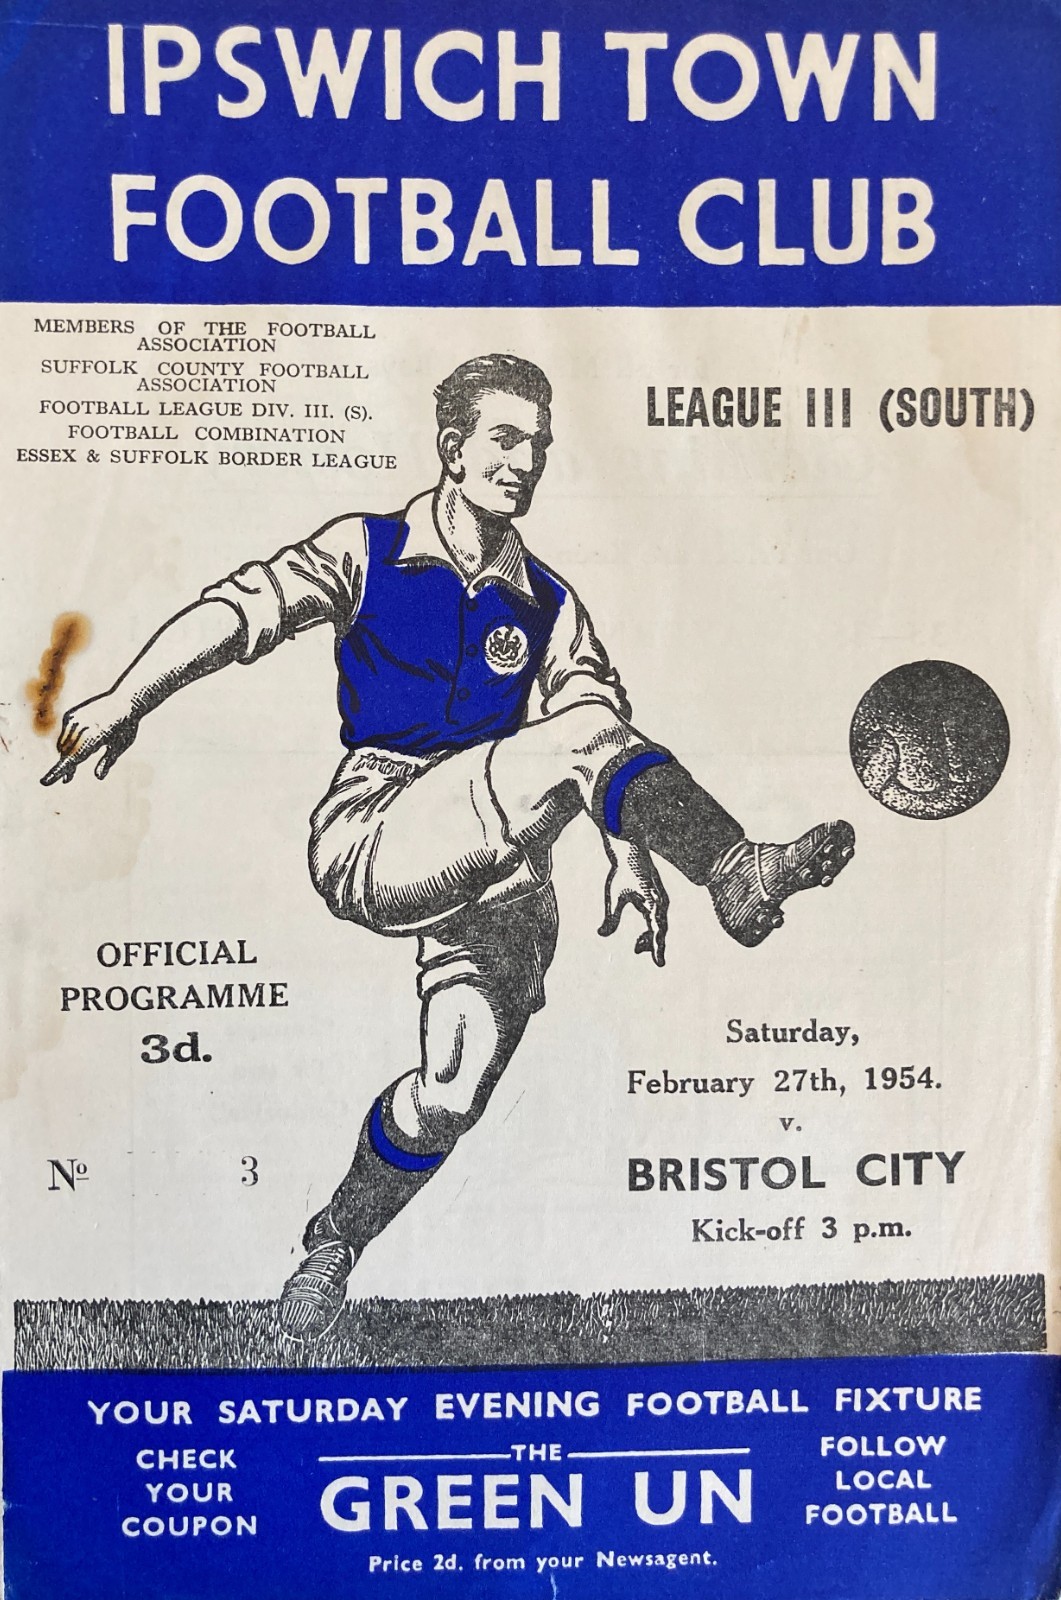 IPSWICH TOWN
FOOTBALL CLUB
MEMBERS OF THE FOOTBALL
ASSOCIATION
SUFFOLK COUNTY FOOTBALL
ASSOCIATION
FOOTBALL LEAGUE DIV. III. (S).
FOOTBALL COMBINATION
ESSEX & SUFFOLK BORDER LEAGUE
LEAGUE III (SOUTH)
OFFICIAL
PROGRAMME
3d.
Nº 3
Saturday,
February 27th, 1954.
v.
BRISTOL CITY
Kick-off 3 p.m.
YOUR SATURDAY EVENING FOOTBALL FIXTURE
CHECK
YOUR
COUPON
THE
GREEN UN
FOLLOW
LOCAL
FOOTBALL
Price 2d. from your Newsagent.